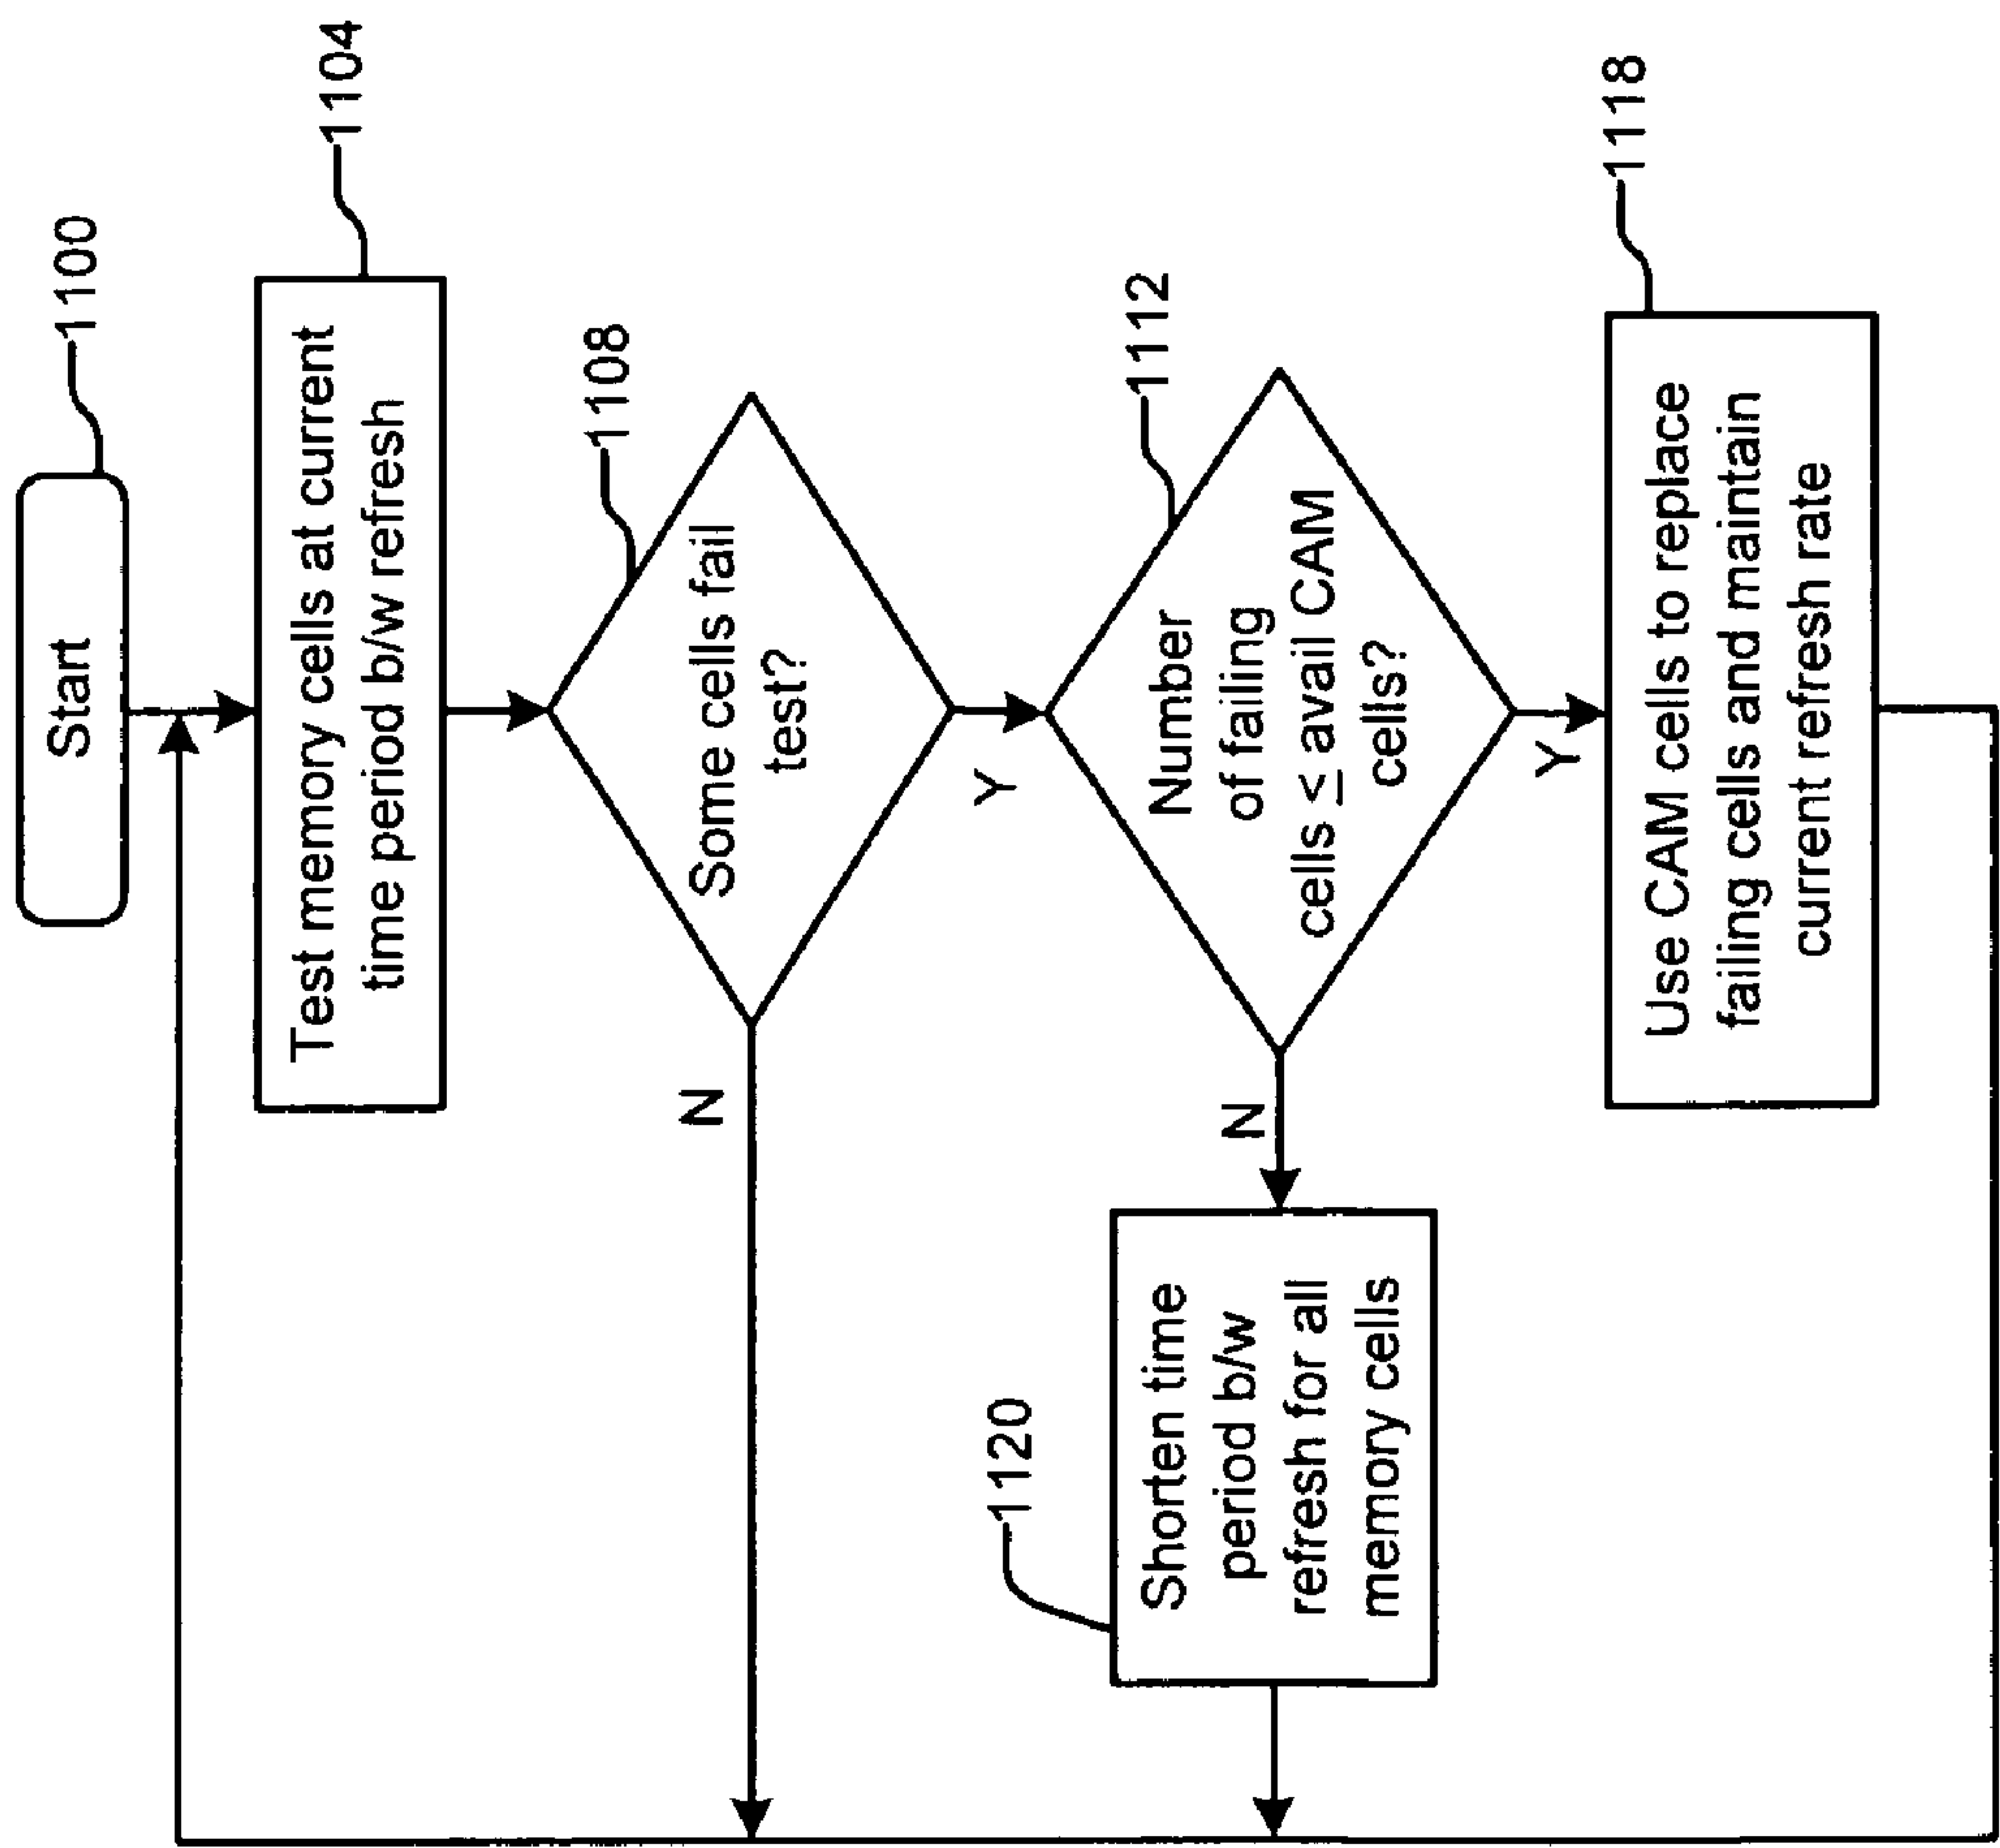 Start
1100
Test memory cells at current
time period b/w refresh
1104
Some cells fail
test?
1108
N
Y
Number
of failing
cells ≤ avail CAM
cells?
1112
N
Y
Shorten time
period b/w
refresh for all
memory cells
1120
Use CAM cells to replace
failing cells and maintain
current refresh rate
1118